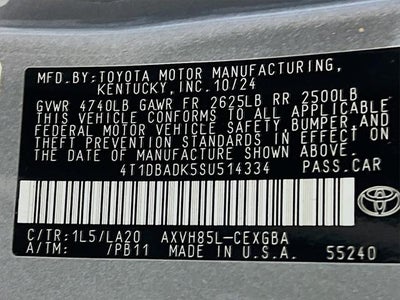 MFD.BY:TOYOTA MOTOR MANUFACTURING,
KENTUCKY,INC.10/24
GVWR 4740LB GAWR FR 2625LB RR 2500LB
THIS VEHICLE CONFORMS TO ALL APPLICABLE
FEDERAL MOTOR VEHICLE SAFETY, BUMPER, AND
THEFT PREVENTION STANDARDS IN EFFECT ON
THE DATE OF MANUFACTURE SHOWN ABOVE.
4T1DBADK5SU514334 PASS.CAR
C/TR:1L5/LA20 AXVH85L-CEXGBA
A/TM: /PB11 MADE IN U.S.A. 55240
TOYOTA